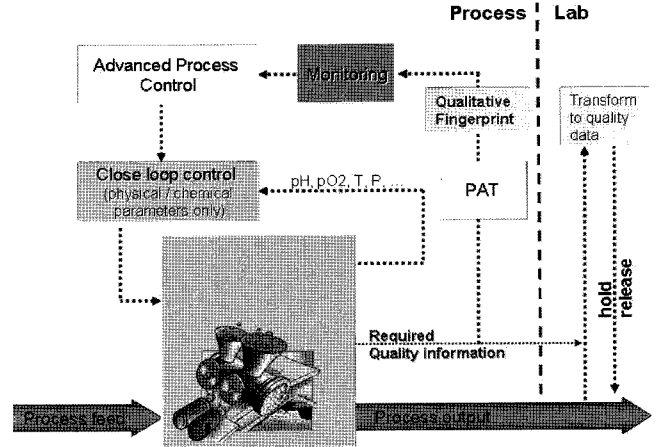 Process
Lab
Advanced Process
Control
Monitoring
Qualitative
Fingerprint
Transform
to quality
data
Close loop control
(physical / chemical
parameters only)
pH, pO2, T, P, ...
PAT
hold
release
Required
Quality information
Process feed
Process output